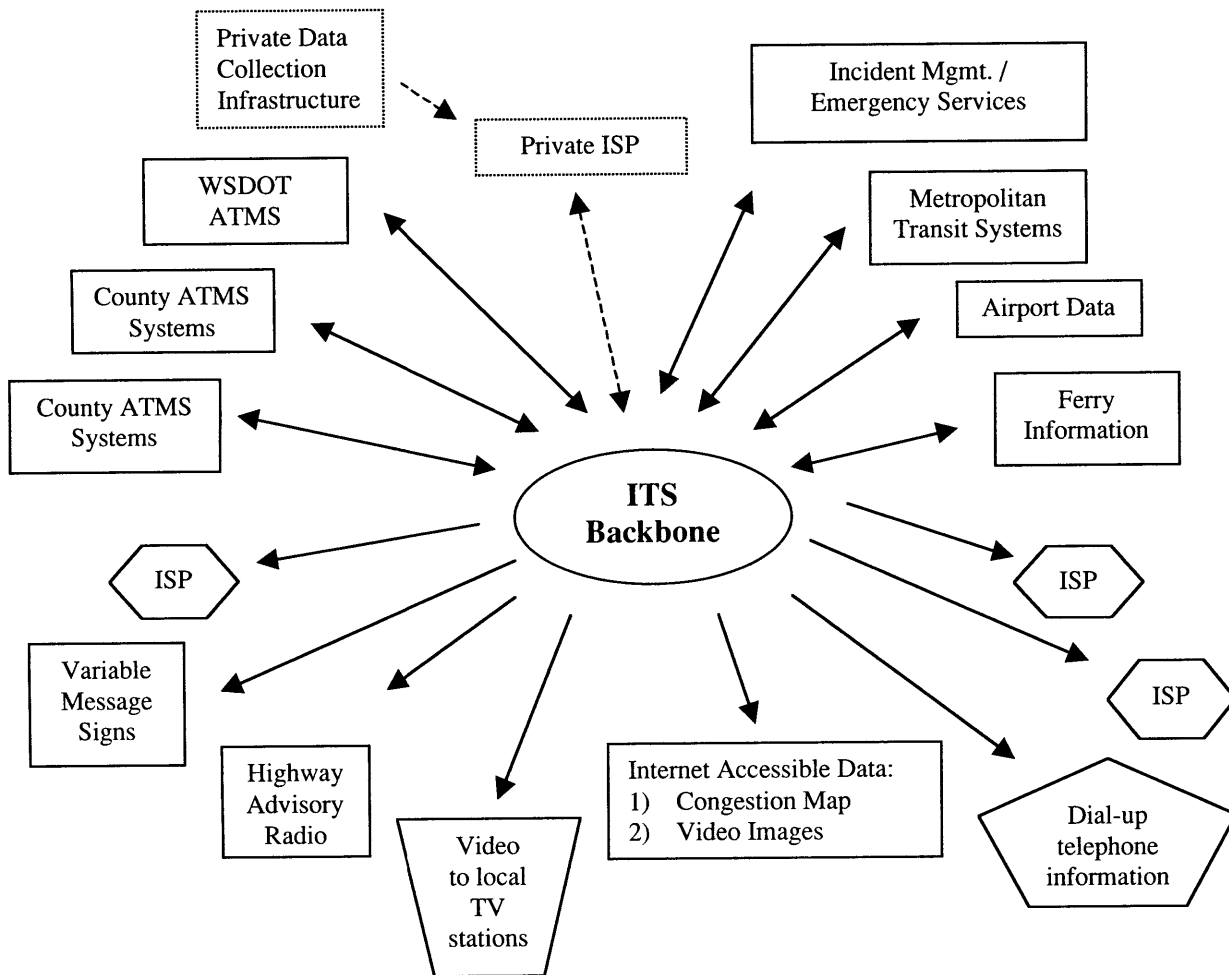 Private Data
Collection
Infrastructure
Incident Mgmt. /
Emergency Services
Private ISP
WSDOT
ATMS
Metropolitan
Transit Systems
County ATMS
Systems
Airport Data
County ATMS
Systems
Ferry
Information
ITS
Backbone
ISP
ISP
Variable
Message
Signs
ISP
Highway
Advisory
Radio
Video
to local
TV
stations
Internet Accessible Data:
1) Congestion Map
2) Video Images
Dial-up
telephone
information